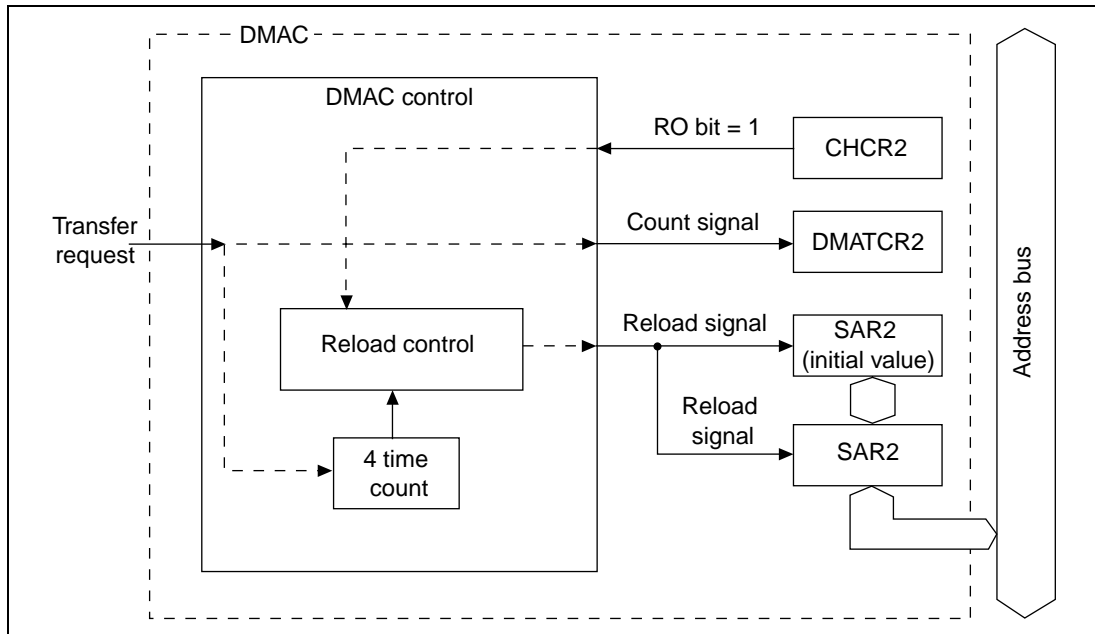 DMAC
DMAC control
RO bit = 1
CHCR2
Transfer
request
Count signal
DMATCR2
Reload control
Reload signal
SAR2
(initial value)
Reload
signal
SAR2
4 time
count
Address bus